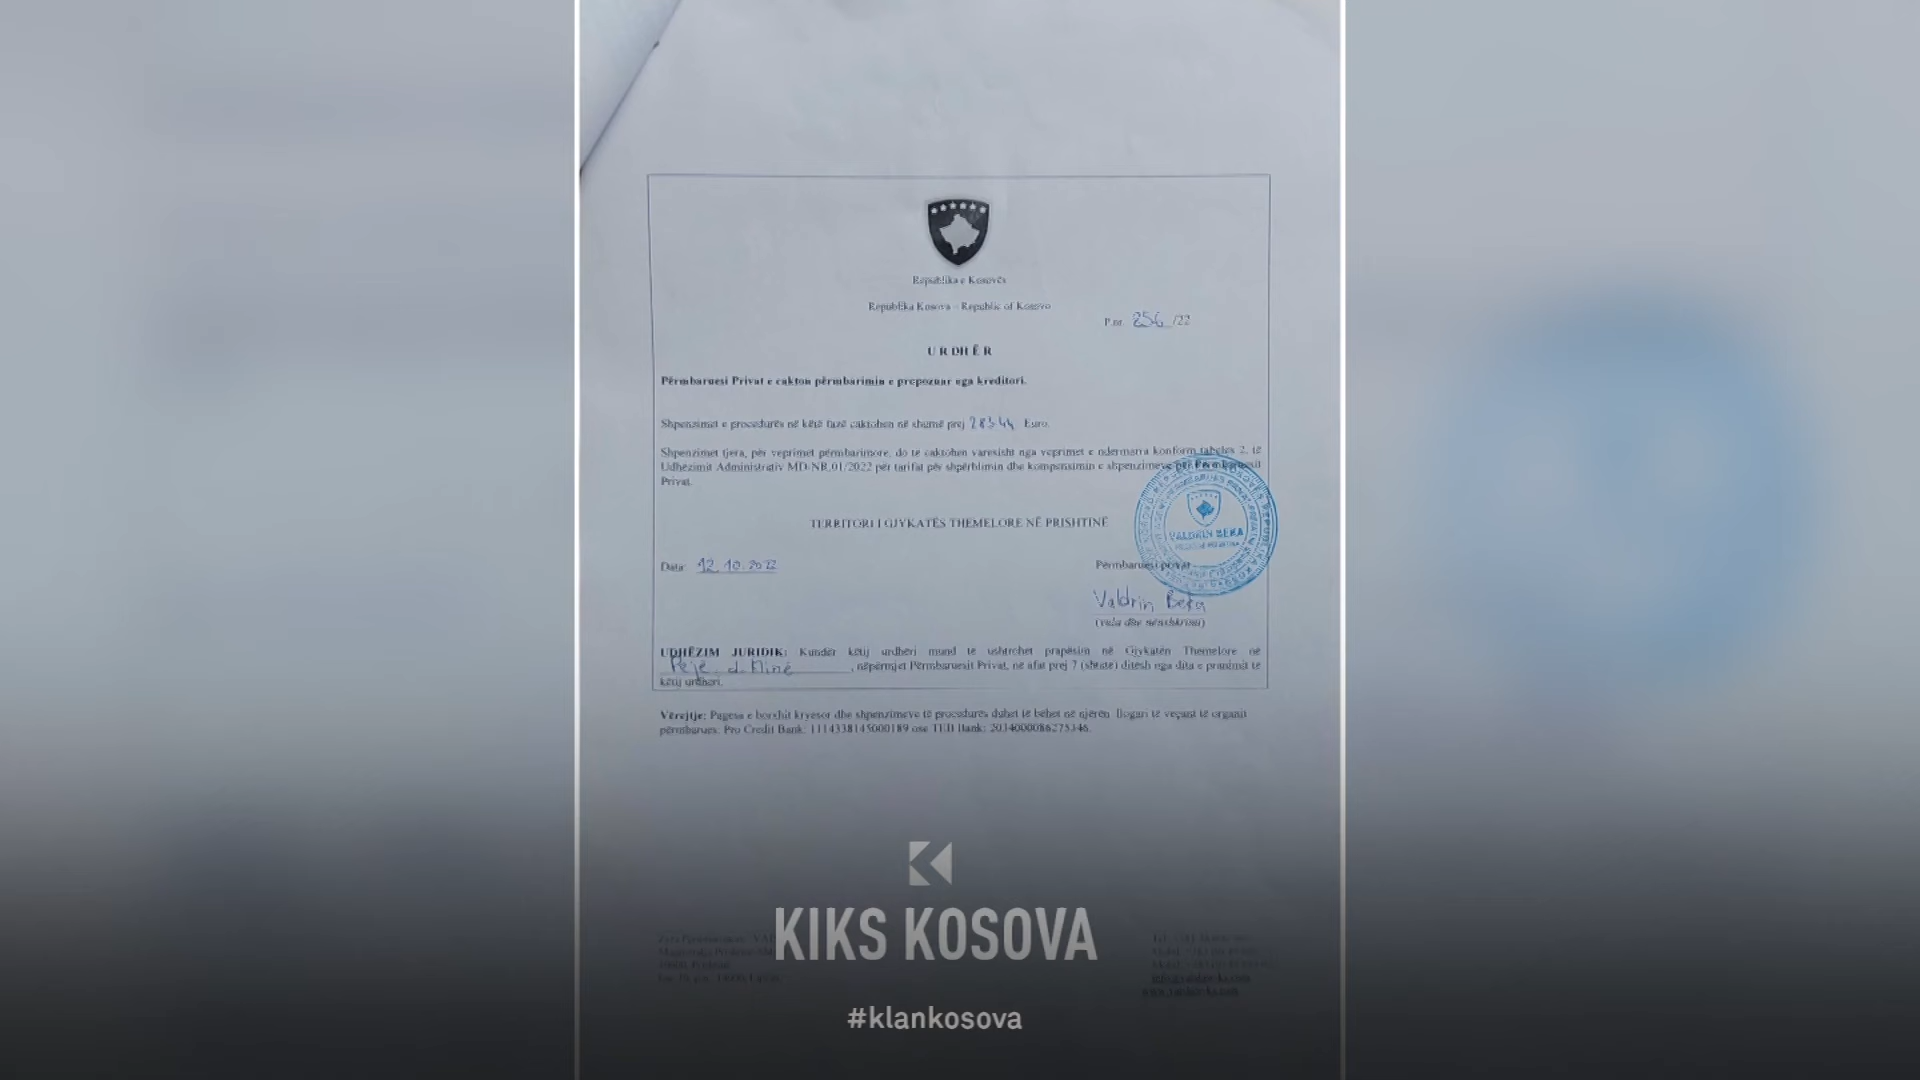 Republika e Kosovës
Republika Kosova - Republic of Kosovo
P.nr. 256 /22
URDHËR
Përmbaruesi Privat e cakton përmbarimin e propozuar nga kreditori.
Shpenzimet e procedurës në këtë fazë caktohen në shumë prej Euro.
Shpenzimet tjera, për veprimet përmbarimore, do të caktohen varësisht nga veprimet e ndërmarra konform tabelës 2, të
Udhëzimit Administrativ MD-NR.01/2022 për tarifat për shpërblimin dhe kompensimin e shpenzimeve për Përmbaruesit
Privat.
TERRITORI I GJYKATËS THEMELORE NË PRISHTINË
VALDRIN BEKA
Data: 12.10.2022
Përmbaruesi privat
Valdrin Beka
(vula dhe nënshkrimi)
UDHËZIM JURIDIK: Kundër këtij urdhëri mund të ushtrohet prapësim në Gjykatën Themelore në
Pejë d. Klinë, nëpërmjet Përmbaruesit Privat, në afat prej 7 (shtatë) ditësh nga dita e pranimit të
këtij urdhëri.
Vërejtje: Pagesa e borxhit kryesor dhe shpenzimeve të procedurës duhet të bëhet në njëren llogari të veçant të organit
përmbarues: Pro Credit Bank: 1114338145000189 ose TEB Bank: 2034000086275346.
KIKS KOSOVA
#klankosova